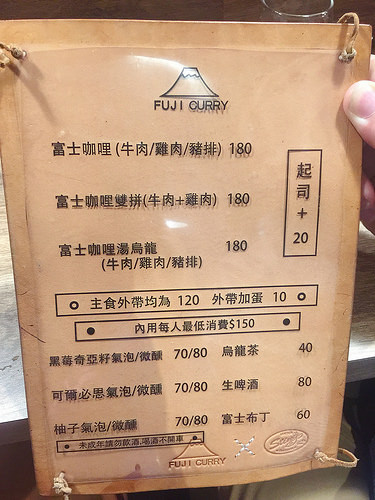 FUJI CURRY
富士咖哩 (牛肉/雞肉/豬排) 180
富士咖哩雙拼(牛肉+雞肉) 180
富士咖哩湯烏龍 180
(牛肉/雞肉/豬排)
起司+20
主食外帶均為 120 外帶加蛋 10
內用每人最低消費$150
黑莓奇亞籽氣泡/微醺 70/80 烏龍茶 40
可爾必思氣泡/微醺 70/80 生啤酒 80
柚子氣泡/微醺 70/80 富士布丁 60
未成年請勿飲酒,喝酒不開車
FUJI CURRY